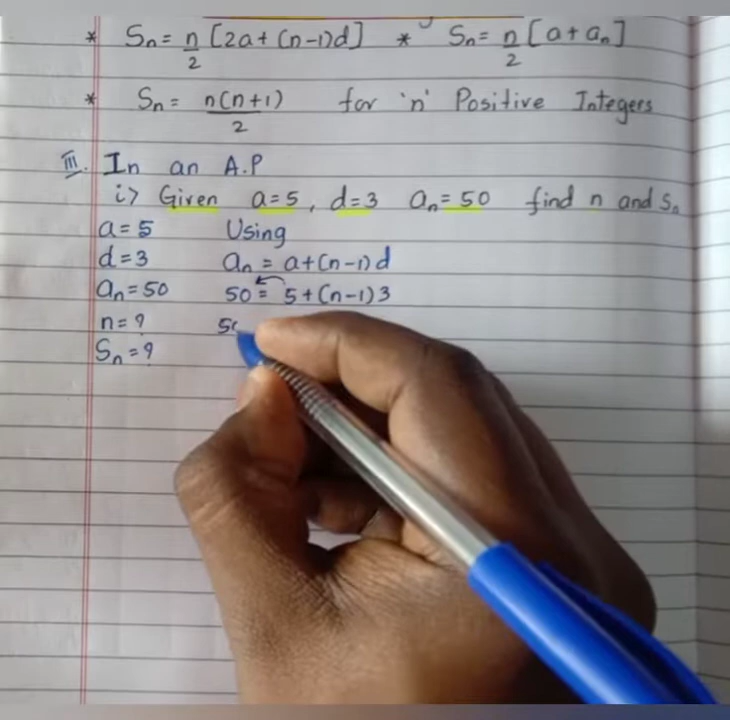 * Sn = n/2 [2a + (n-1)d] * Sn = n/2 [a + an]
* Sn = n(n+1)/2 for 'n' Positive Integers
III. In an A.P
i> Given a=5, d=3 an = 50 find n and Sn
a = 5 Using
d = 3 an = a+(n-1)d
an = 50 50 = 5+(n-1)3
n = ? 50
Sn = ?